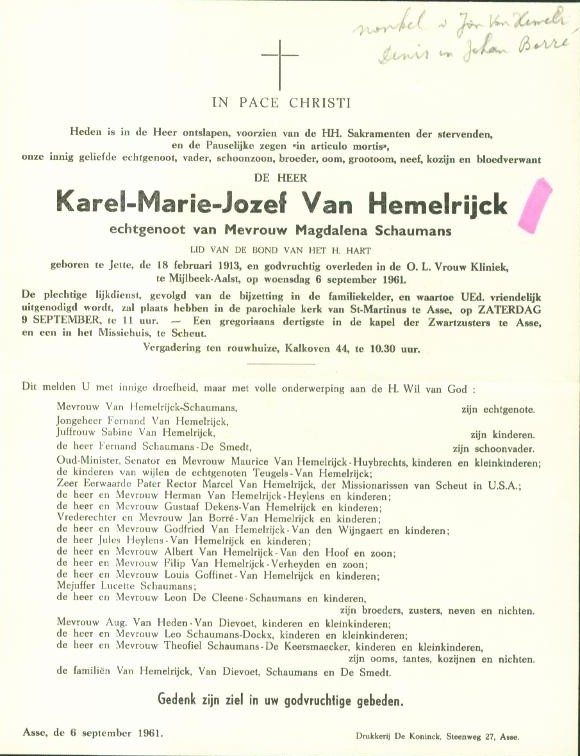 nonkel v Jan Van Hemelr
Denis en Johan Borré
IN PACE CHRISTI
Heden is in de Heer ontslapen, voorzien van de HH. Sakramenten der stervenden,
en de Pauselijke zegen «in articulo mortis»,
onze innig geliefde echtgenoot, vader, schoonzoon, broeder, oom, grootoom, neef, kozijn en bloedverwant
DE HEER
Karel-Marie-Jozef Van Hemelrijck
echtgenoot van Mevrouw Magdalena Schaumans
LID VAN DE BOND VAN HET H. HART
geboren te Jette, de 18 februari 1913, en godvruchtig overleden in de O. L. Vrouw Kliniek,
te Mijlbeek-Aalst, op woensdag 6 september 1961.
De plechtige lijkdienst, gevolgd van de bijzetting in de familiekelder, en waartoe UEd. vriendelijk
uitgenodigd wordt, zal plaats hebben in de parochiale kerk van St-Martinus te Asse, op ZATERDAG
9 SEPTEMBER, te 11 uur. — Een gregoriaans dertigste in de kapel der Zwartzusters te Asse,
en een in het Missiehuis, te Scheut.
Vergadering ten rouwhuize, Kalkoven 44, te 10.30 uur.
Dit melden U met innige droefheid, maar met volle onderwerping aan de H. Wil van God :
Mevrouw Van Hemelrijck-Schaumans, zijn echtgenote.
Jongeheer Fernand Van Hemelrijck,
Juffrouw Sabine Van Hemelrijck, zijn kinderen.
de heer Fernand Schaumans-De Smedt, zijn schoonvader.
Oud-Minister, Senator en Mevrouw Maurice Van Hemelrijck-Huybrechts, kinderen en kleinkinderen;
de kinderen van wijlen de echtgenoten Teugels-Van Hemelrijck;
Zeer Eerwaarde Pater Rector Marcel Van Hemelrijck, der Missionarissen van Scheut in U.S.A.;
de heer en Mevrouw Herman Van Hemelrijck-Heylens en kinderen;
de heer en Mevrouw Gustaaf Dekens-Van Hemelrijck en kinderen;
Vrederechter en Mevrouw Jan Borré-Van Hemelrijck en kinderen;
de heer en Mevrouw Godfried Van Hemelrijck-Van den Wijngaert en kinderen;
de heer Jules Heylens-Van Hemelrijck en kinderen;
de heer en Mevrouw Albert Van Hemelrijck-Van den Hoof en zoon;
de heer en Mevrouw Filip Van Hemelrijck-Verheyden en zoon;
de heer en Mevrouw Louis Goffinet-Van Hemelrijck en kinderen;
Mejuffer Lucette Schaumans;
de heer en Mevrouw Leon De Cleene-Schaumans en kinderen,
zijn broeders, zusters, neven en nichten.
Mevrouw Aug. Van Heden-Van Dievoet, kinderen en kleinkinderen;
de heer en Mevrouw Leo Schaumans-Dockx, kinderen en kleinkinderen;
de heer en Mevrouw Theofiel Schaumans-De Keersmaecker, kinderen en kleinkinderen,
zijn ooms, tantes, kozijnen en nichten.
de familiën Van Hemelrijck, Van Dievoet, Schaumans en De Smedt.
Gedenk zijn ziel in uw godvruchtige gebeden.
Asse, de 6 september 1961.
Drukkerij De Koninck, Steenweg 27, Asse.